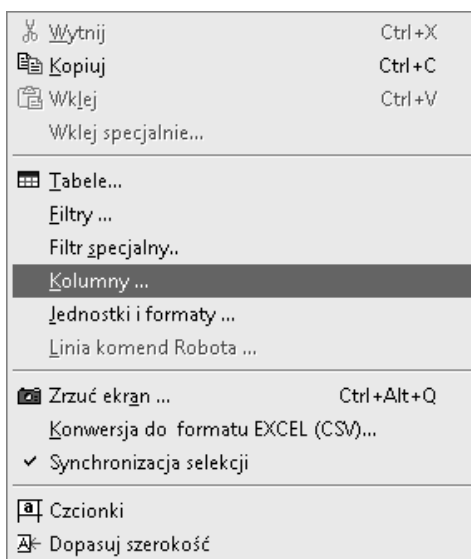 Wytnij Ctrl+X
Kopiuj Ctrl+C
Wklej Ctrl+V
Wklej specjalnie...
Tabele...
Filtry ...
Filtr specjalny..
Kolumny ...
Jednostki i formaty ...
Linia komend Robota ...
Zrzuć ekran ... Ctrl+Alt+Q
Konwersja do formatu EXCEL (CSV)...
Synchronizacja selekcji
Czcionki
Dopasuj szerokość